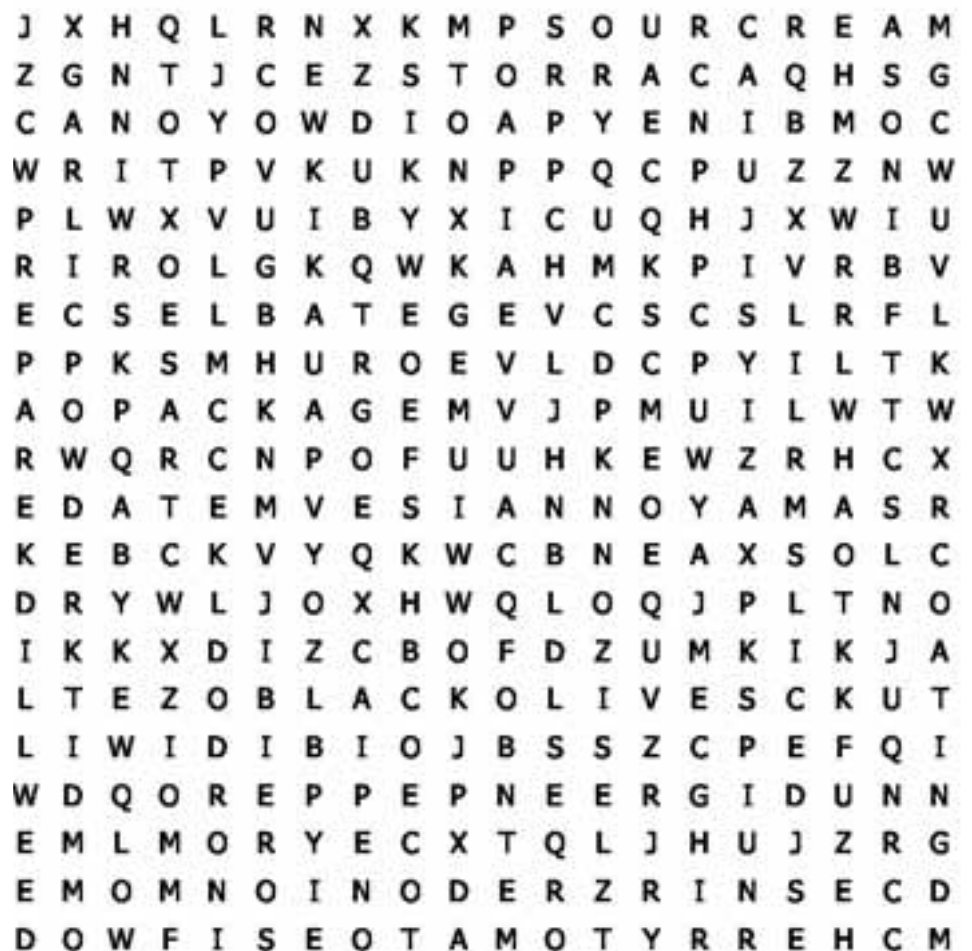 J X H Q L R N X K M P S O U R C R E A M
Z G N T J C E Z S T O R R A C A Q H S G
C A N O Y O W D I O A P Y E N I B M O C
W R I T P V K U K N P P Q C P U Z Z N W
P L W X V U I B Y X I C U Q H J X W I U
R I R O L G K Q W K A H M K P I V R B V
E C S E L B A T E G E V C S C S L R F L
P P K S M H U R O E V L D C P Y I L T K
A O P A C K A G E M V J P M U I L W T W
R W Q R C N P O F U U H K E W Z R H C X
E D A T E M V E S I A N N O Y A M A S R
K E B C K V Y Q K W C B N E A X S O L C
D R Y W L J O X H W Q L O Q J P L T N O
I K K X D I Z C B O F D Z U M K I K J A
L T E Z O B L A C K O L I V E S C K U T
L I W I D I B I O J B S S Z C P E F Q I
W D Q O R E P P E P N E E R G I D U N N
E M L M O R Y E C X T Q L J H U J Z R G
E M O M N O I N O D E R Z R I N S E C D
D O W F I S E O T A M O T Y R R E H C M